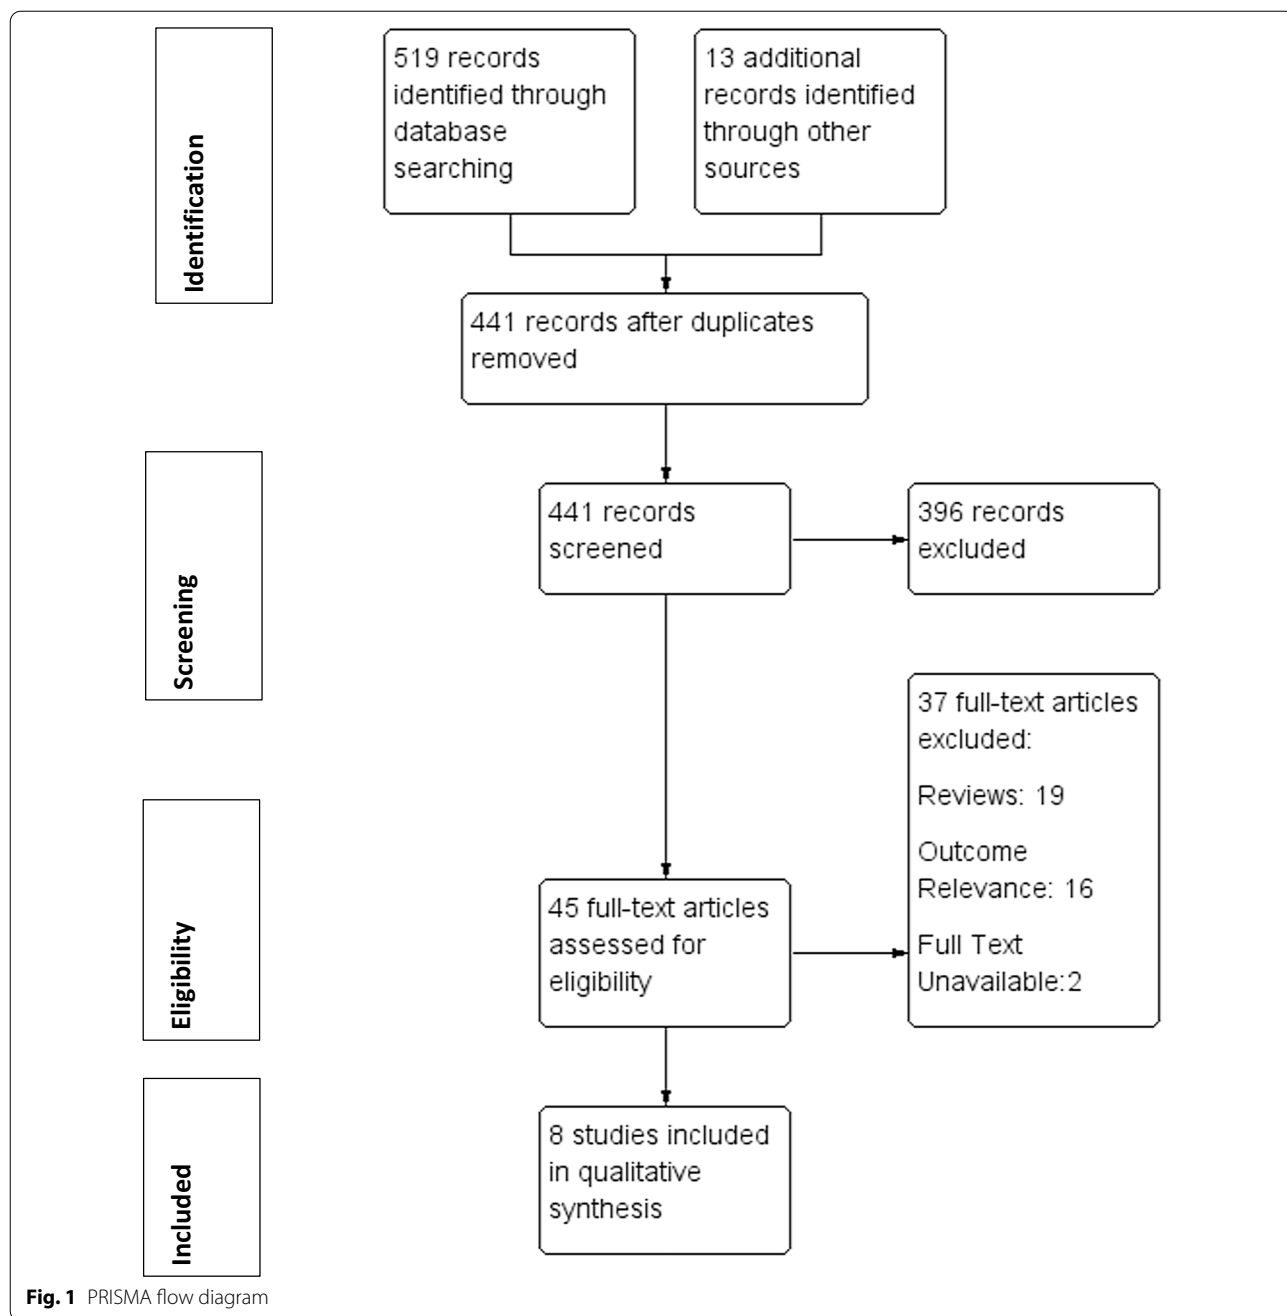 Identification
519 records
identified through
database
searching
13 additional
records identified
through other
sources
441 records after duplicates
removed
Screening
441 records
screened
396 records
excluded
Eligibility
45 full-text articles
assessed for
eligibility
37 full-text articles
excluded:
Reviews: 19
Outcome
Relevance: 16
Full Text
Unavailable:2
Included
8 studies included
in qualitative
synthesis
Fig. 1 PRISMA flow diagram